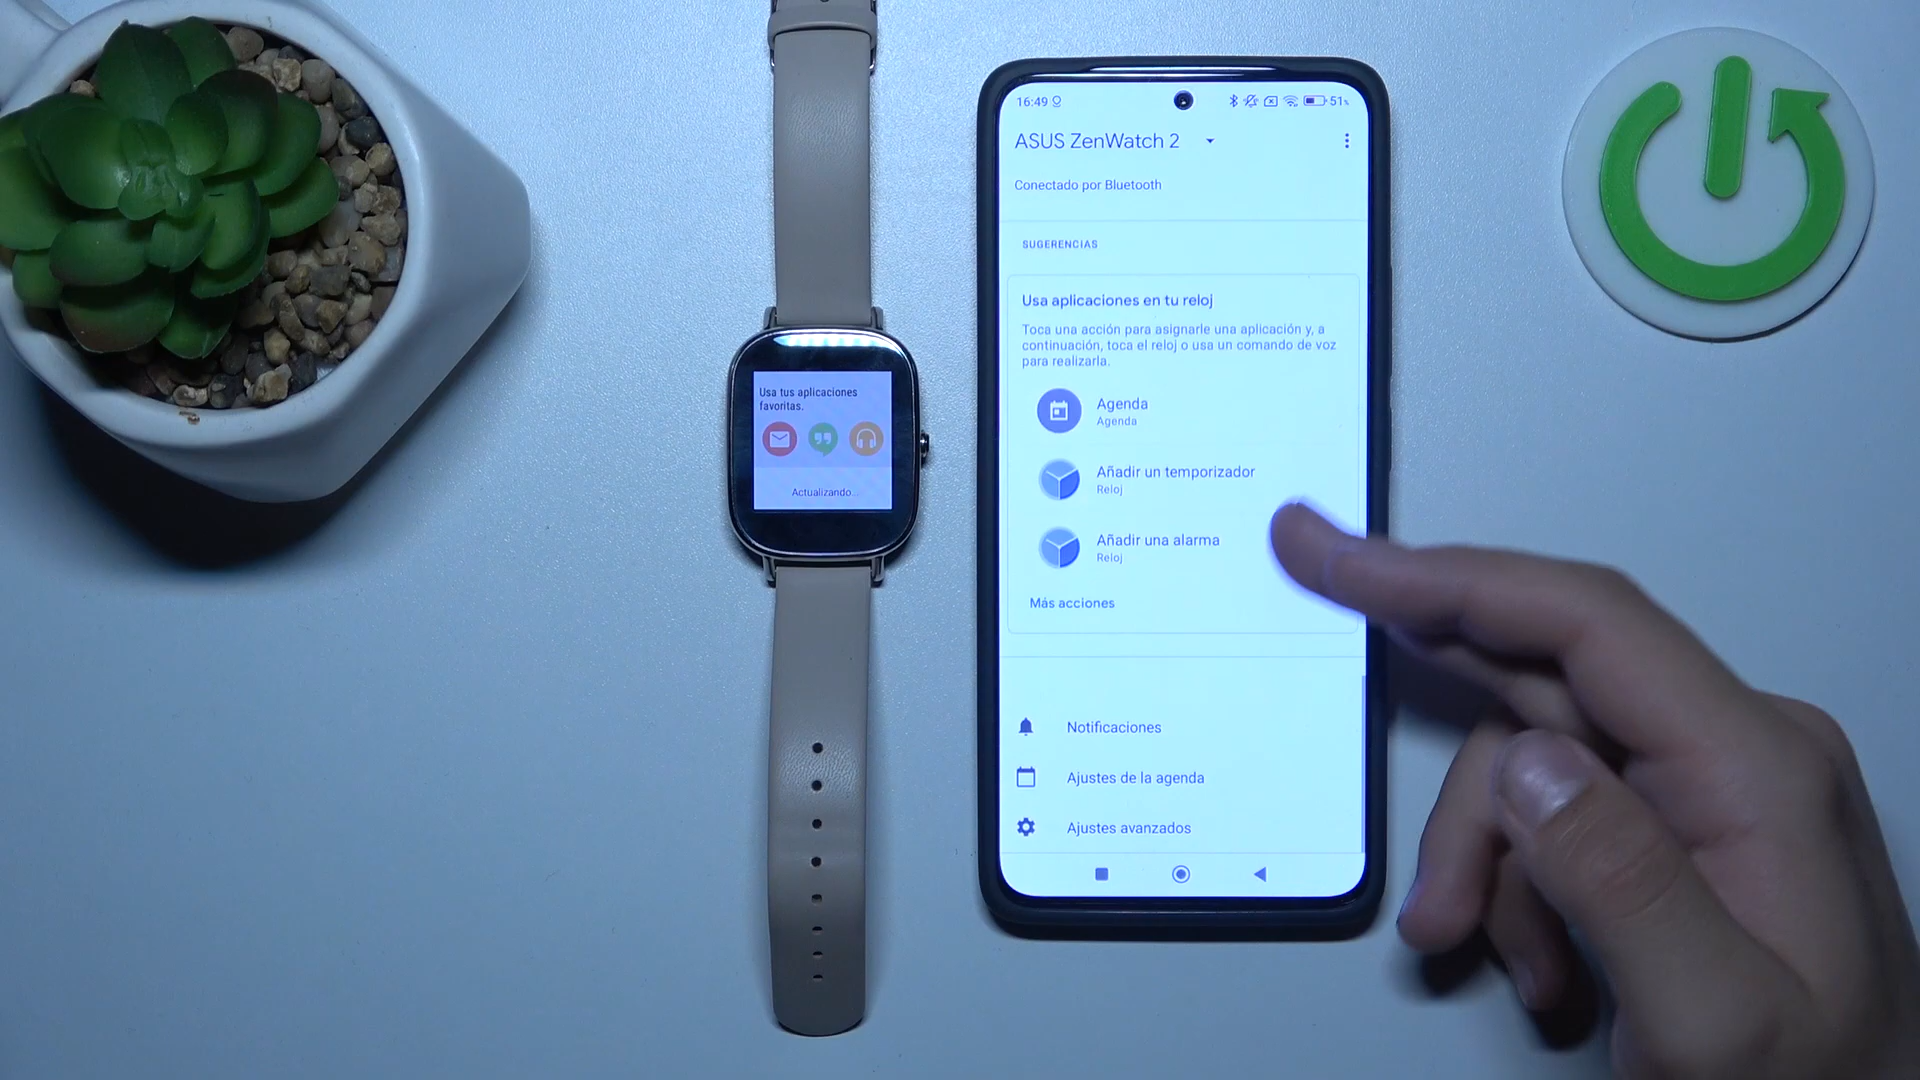 Usa tus aplicaciones
favoritas.
Actualizando...
16:49
51%
ASUS ZenWatch 2
Conectado por Bluetooth
SUGERENCIAS
Usa aplicaciones en tu reloj
Toca una acción para asignarle una aplicación y, a
continuación, toca el reloj o usa un comando de voz
para realizarla.
Agenda
Agenda
Añadir un temporizador
Reloj
Añadir una alarma
Reloj
Más acciones
Notificaciones
Ajustes de la agenda
Ajustes avanzados